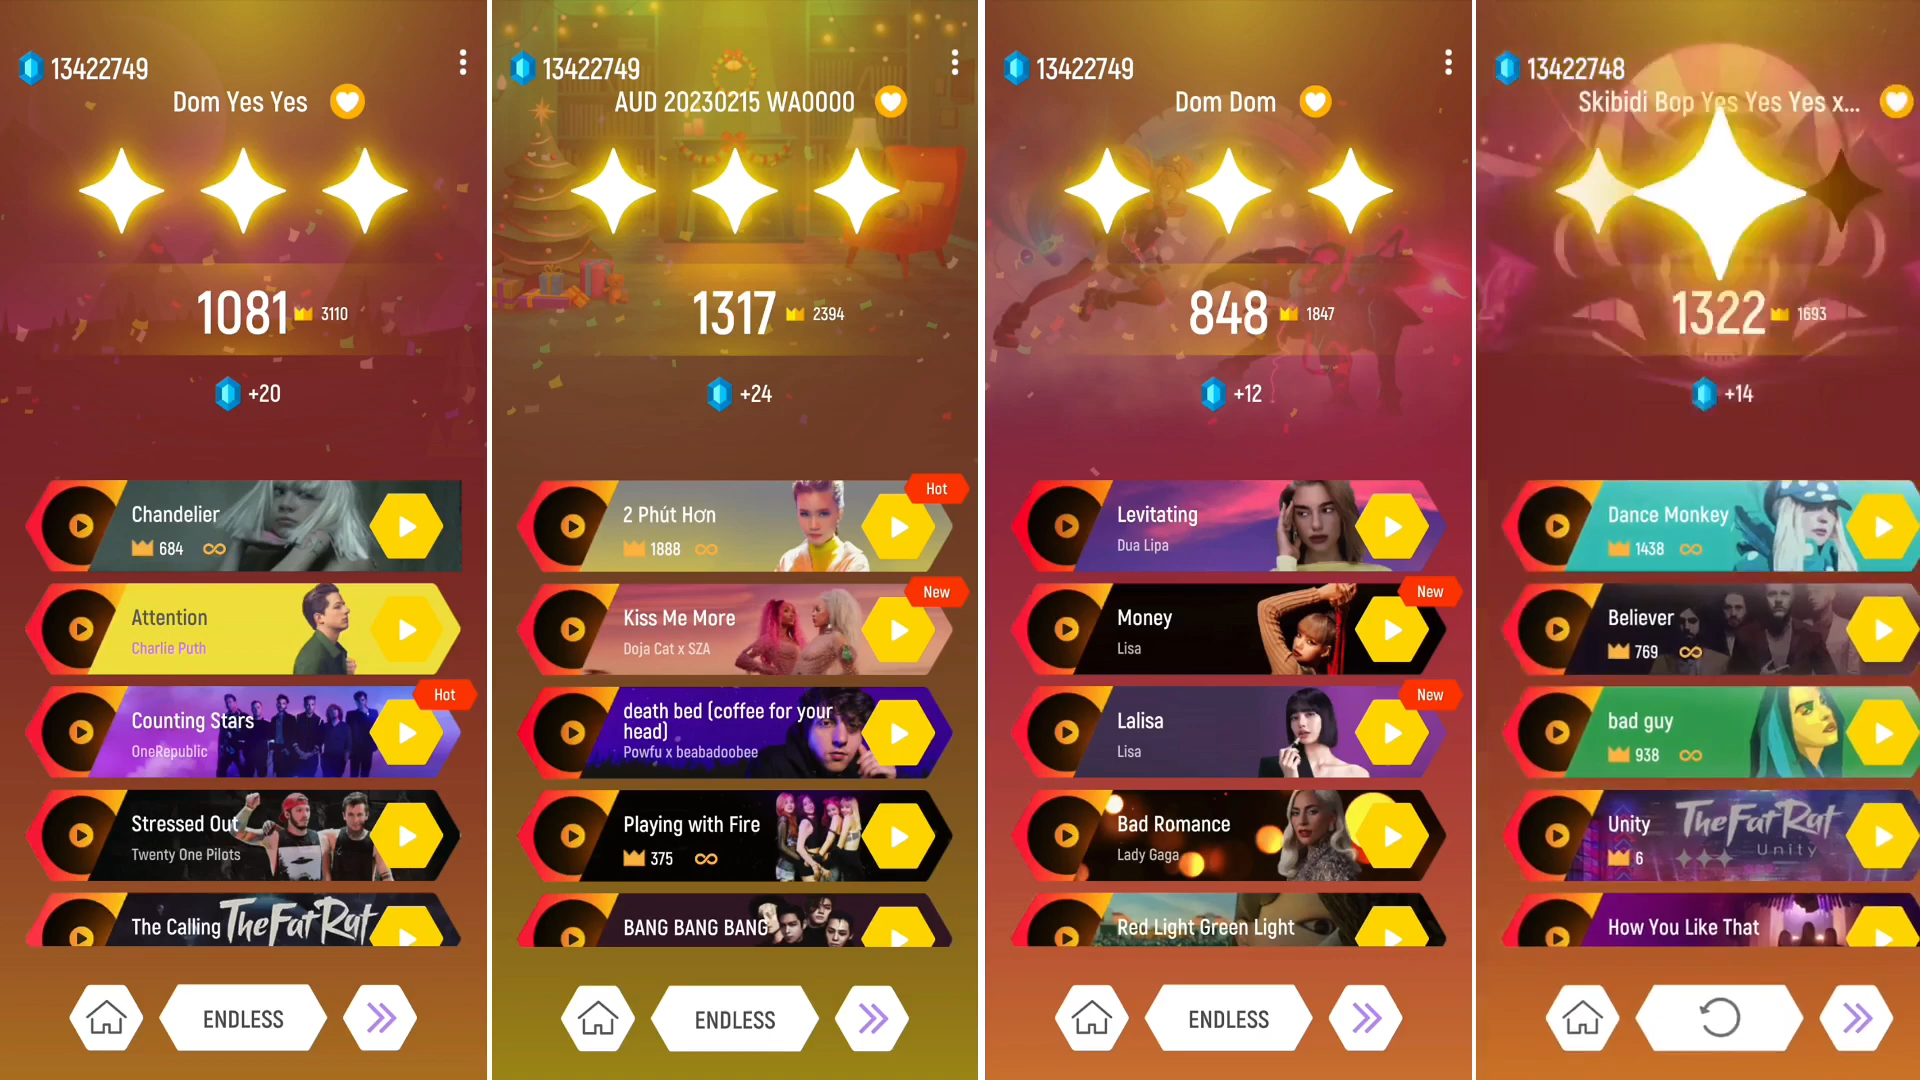 13422749
Dom Yes Yes
1081 3110
+20
Chandelier
684 ∞
Attention
Charlie Puth
Hot
Counting Stars
OneRepublic
Stressed Out
Twenty One Pilots
The Calling TheFatRat
ENDLESS
13422749
AUD 20230215 WA0000
1317 2394
+24
Hot
2 Phút Hơn
1888 ∞
New
Kiss Me More
Doja Cat x SZA
death bed (coffee for your
head)
Powfu x beabadoobee
Playing with Fire
375 ∞
BANG BANG BANG
ENDLESS
13422749
Dom Dom
848 1847
+12
Levitating
Dua Lipa
New
Money
Lisa
New
Lalisa
Lisa
Bad Romance
Lady Gaga
Red Light Green Light
ENDLESS
13422748
Skibidi Bop Yes Yes Yes x...
1322 1693
+14
Dance Monkey
1438 ∞
Believer
769 ∞
bad guy
938 ∞
Unity TheFatRat
6 Unity
How You Like That